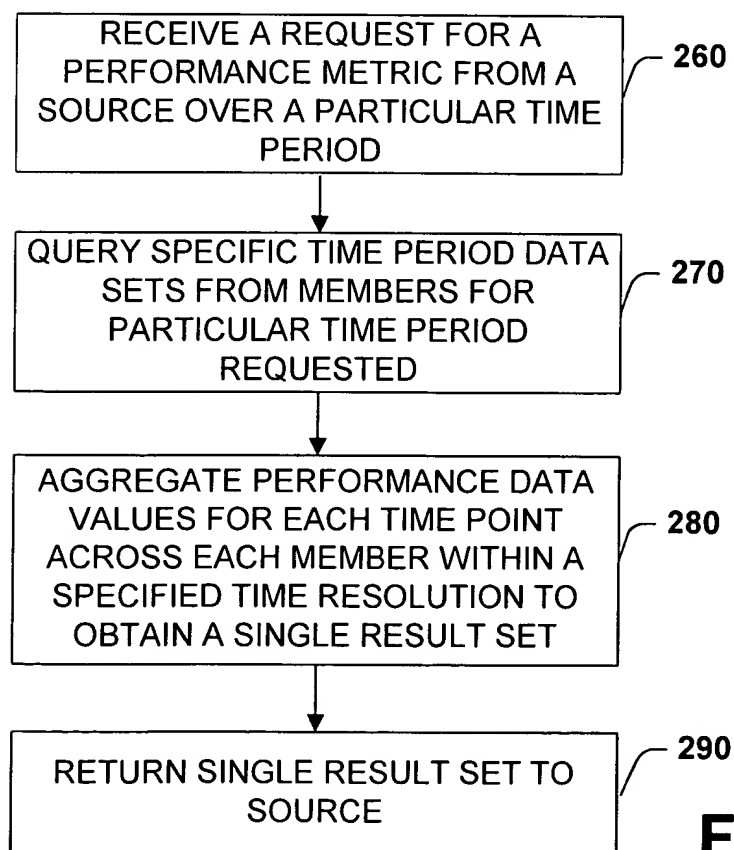 RECEIVE A REQUEST FOR A
PERFORMANCE METRIC FROM A
SOURCE OVER A PARTICULAR TIME
PERIOD
260
QUERY SPECIFIC TIME PERIOD DATA
SETS FROM MEMBERS FOR
PARTICULAR TIME PERIOD
REQUESTED
270
AGGREGATE PERFORMANCE DATA
VALUES FOR EACH TIME POINT
ACROSS EACH MEMBER WITHIN A
SPECIFIED TIME RESOLUTION TO
OBTAIN A SINGLE RESULT SET
280
RETURN SINGLE RESULT SET TO
SOURCE
290